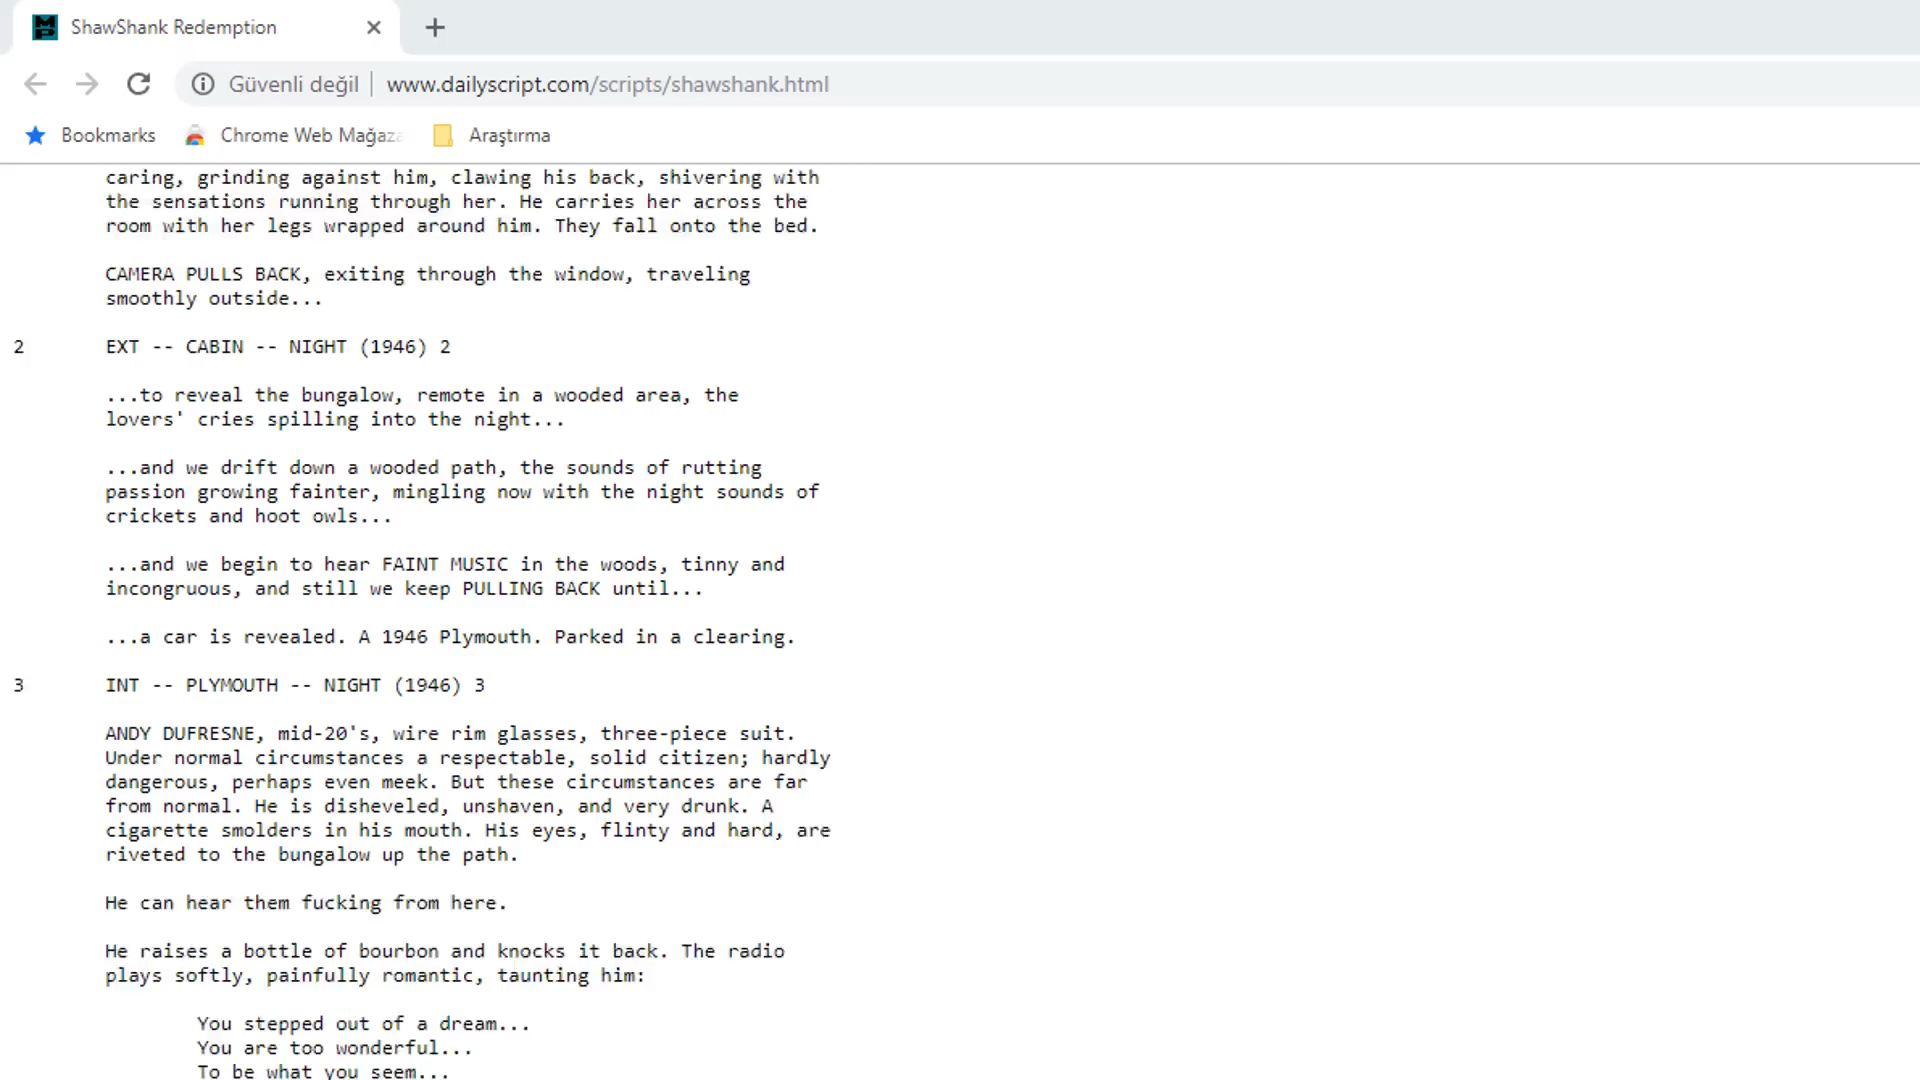 ShawShank Redemption
Güvenli değil www.dailyscript.com/scripts/shawshank.html
Bookmarks Chrome Web Mağaza Araştırma
caring, grinding against him, clawing his back, shivering with
the sensations running through her. He carries her across the
room with her legs wrapped around him. They fall onto the bed.
CAMERA PULLS BACK, exiting through the window, traveling
smoothly outside...
2 EXT -- CABIN -- NIGHT (1946) 2
...to reveal the bungalow, remote in a wooded area, the
lovers' cries spilling into the night...
...and we drift down a wooded path, the sounds of rutting
passion growing fainter, mingling now with the night sounds of
crickets and hoot owls...
...and we begin to hear FAINT MUSIC in the woods, tinny and
incongruous, and still we keep PULLING BACK until...
...a car is revealed. A 1946 Plymouth. Parked in a clearing.
3 INT -- PLYMOUTH -- NIGHT (1946) 3
ANDY DUFRESNE, mid-20's, wire rim glasses, three-piece suit.
Under normal circumstances a respectable, solid citizen; hardly
dangerous, perhaps even meek. But these circumstances are far
from normal. He is disheveled, unshaven, and very drunk. A
cigarette smolders in his mouth. His eyes, flinty and hard, are
riveted to the bungalow up the path.
He can hear them fucking from here.
He raises a bottle of bourbon and knocks it back. The radio
plays softly, painfully romantic, taunting him:
You stepped out of a dream...
You are too wonderful...
To be what you seem...